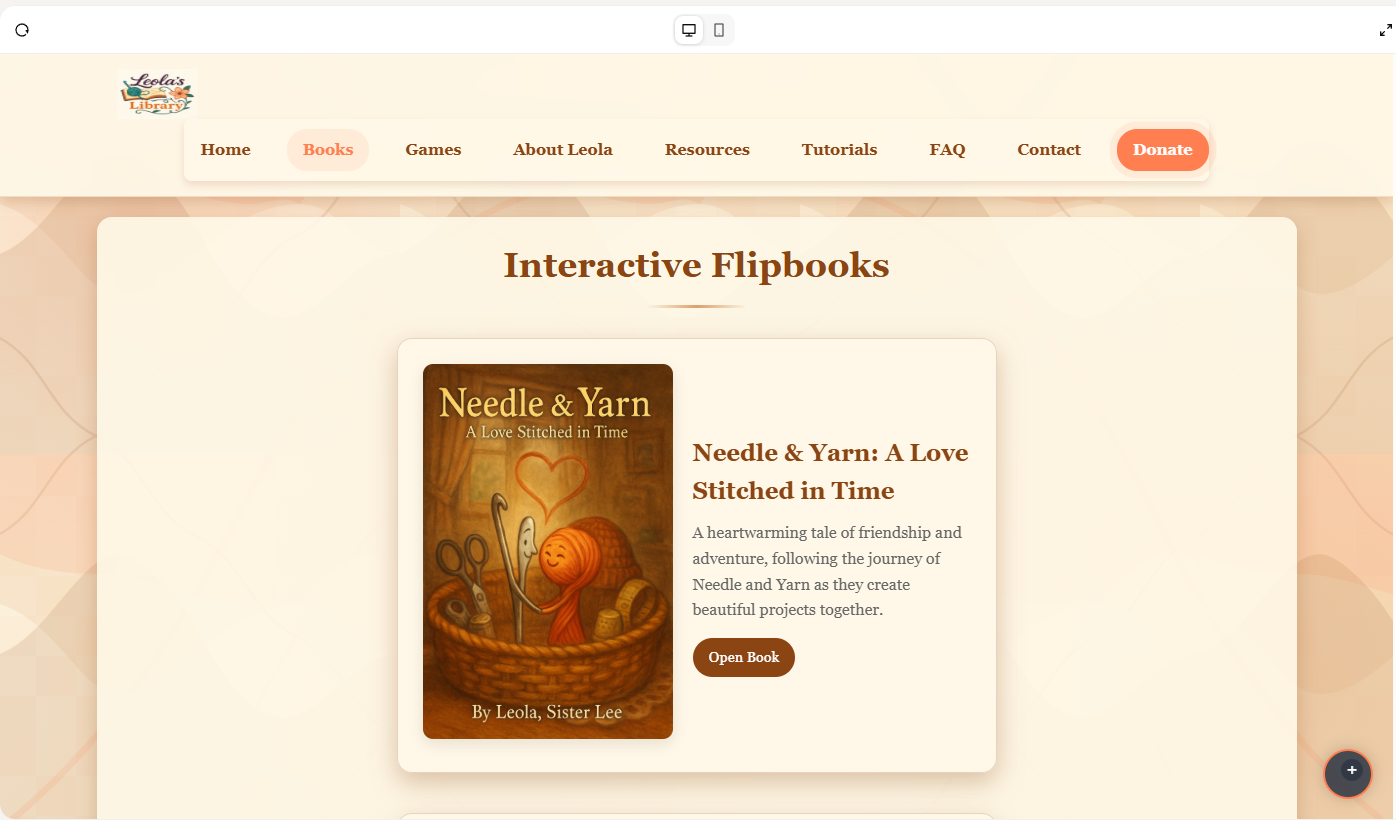 Leola's
Library
Home Books Games About Leola Resources Tutorials FAQ Contact Donate
Interactive Flipbooks
Needle & Yarn
A Love Stitched in Time
By Leola, Sister Lee
Needle & Yarn: A Love
Stitched in Time
A heartwarming tale of friendship and
adventure, following the journey of
Needle and Yarn as they create
beautiful projects together.
Open Book
+